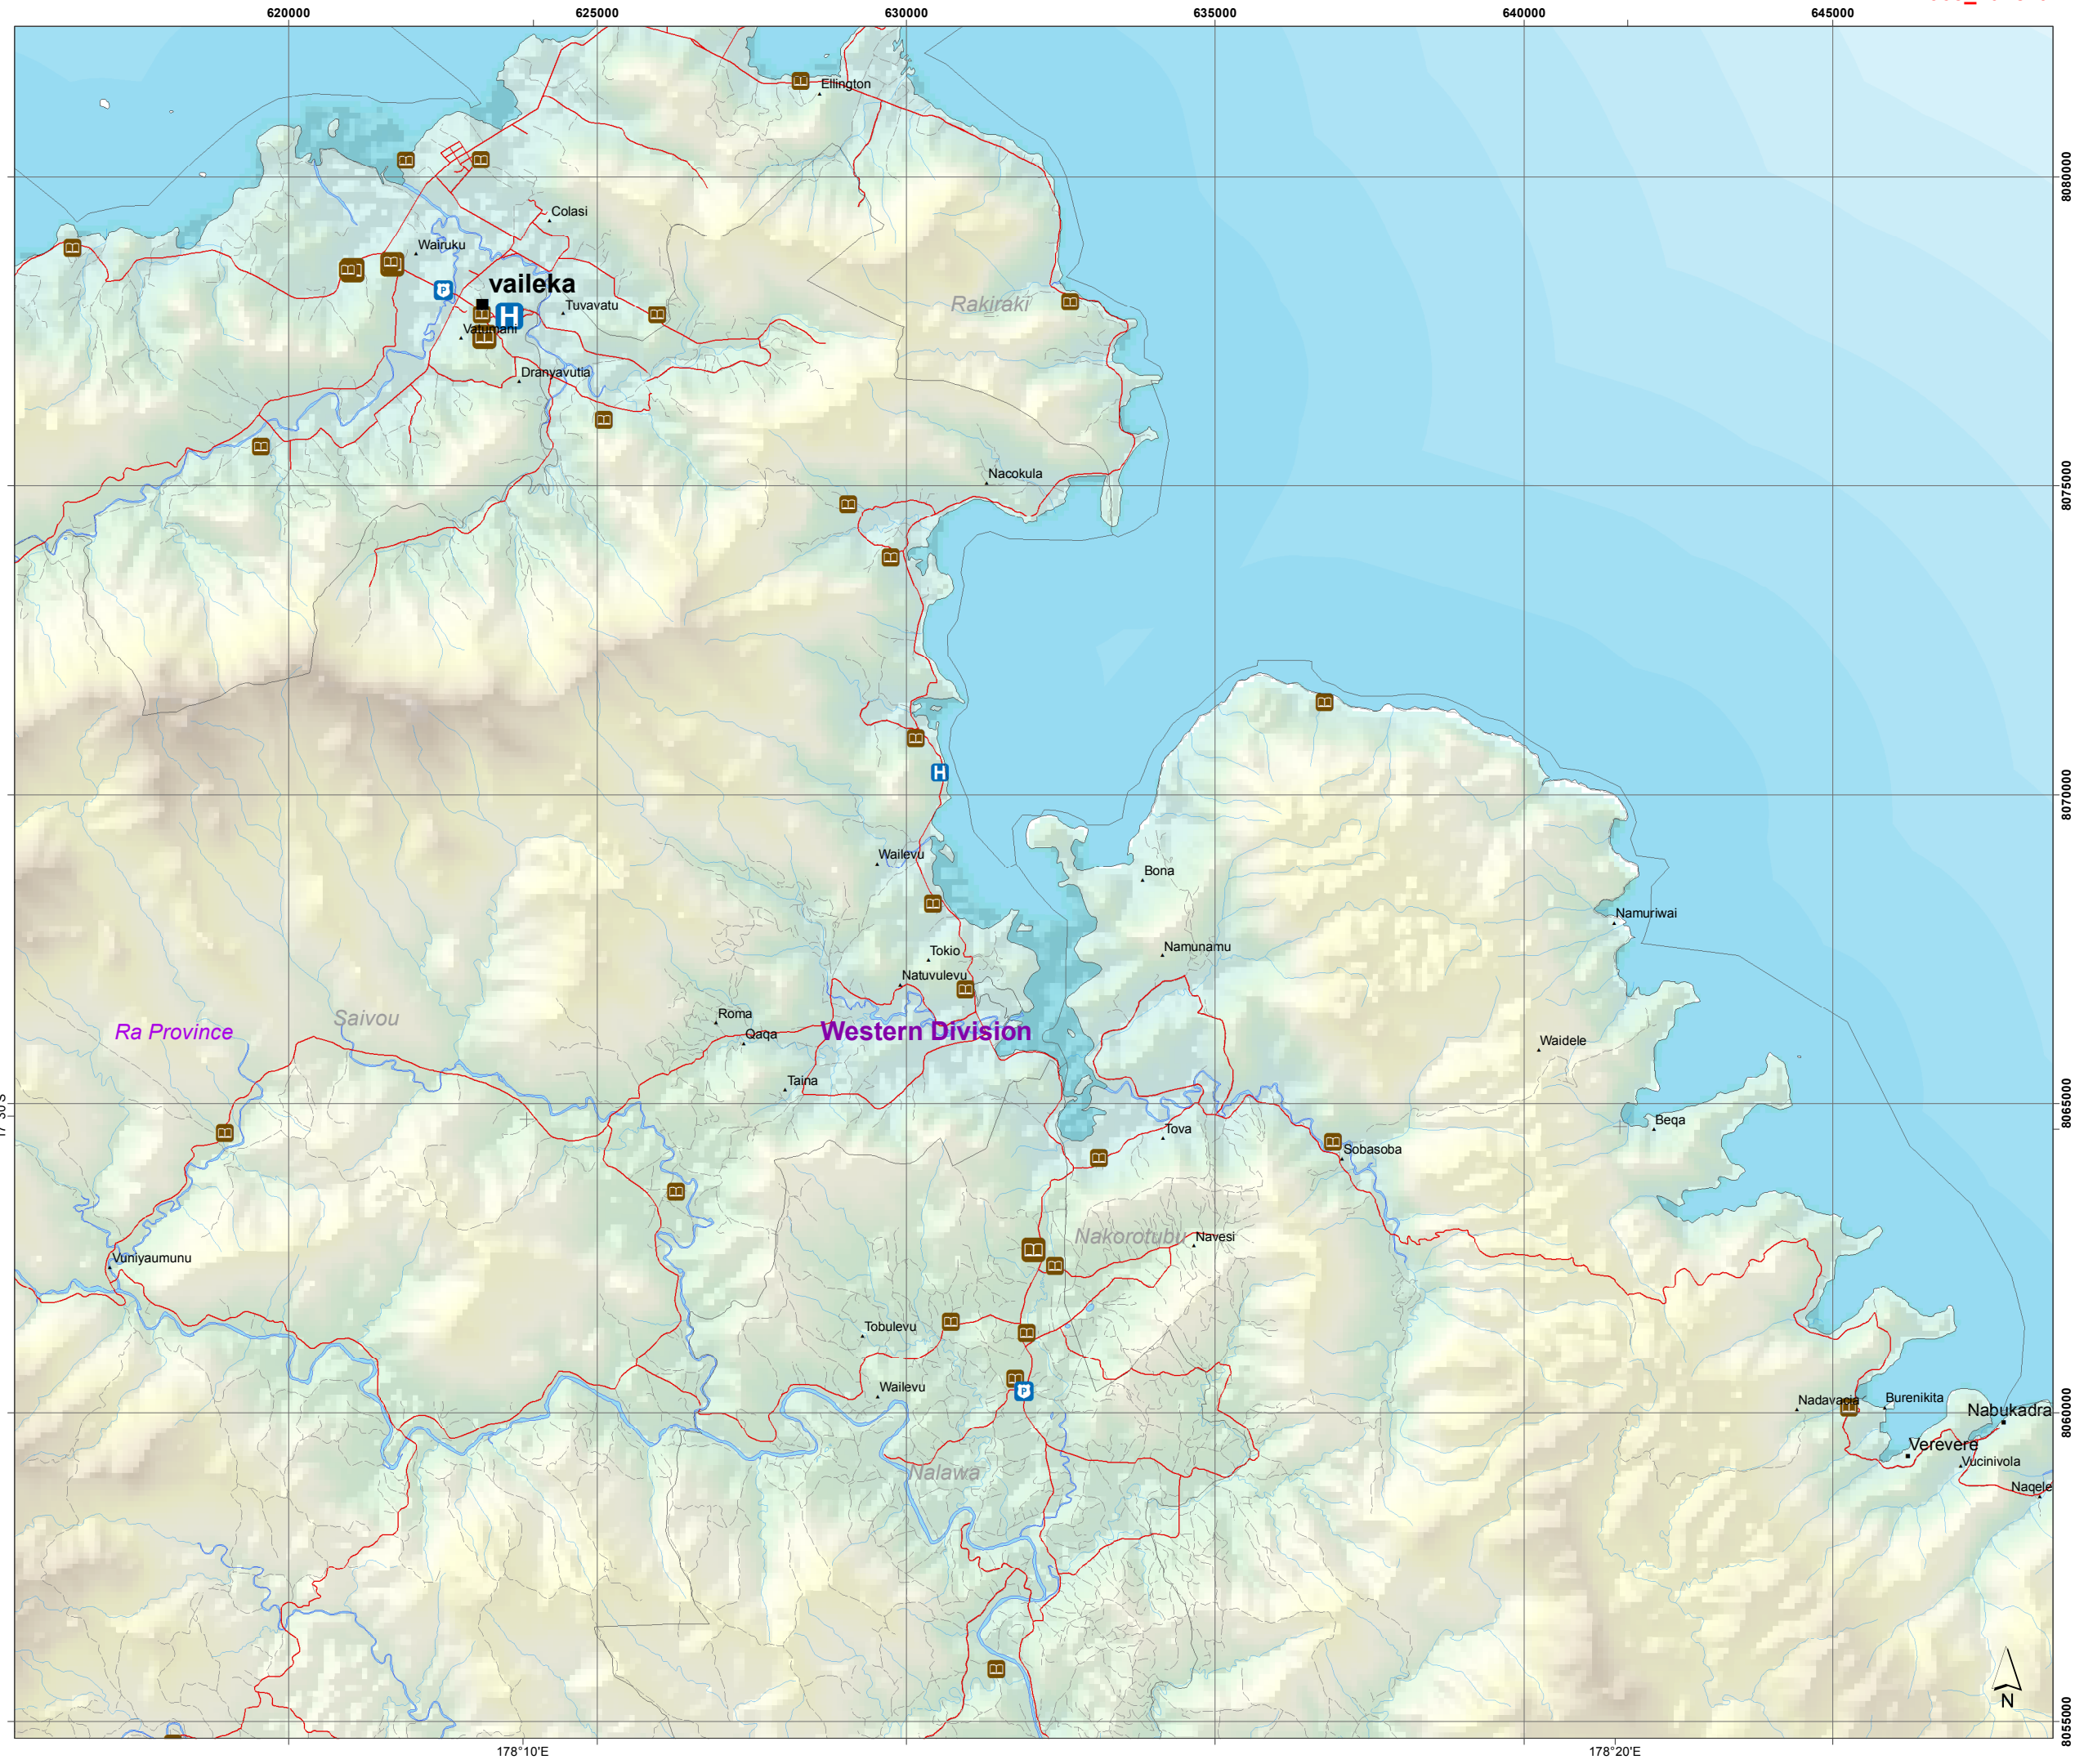 620000 625000 630000 635000 640000 645000
Ellington
8080000
Colasi
Wairuku
P
vaileka
H
Tuvavatu
Rakiraki
Vatumani
Dranyavutia
Nacokula
8075000
H
8070000
Wailevu
Bona
Namuriwai
Tokio
Namunamu
Natuvulevu
Roma
Saivou
Ra Province
Western Division
Qaqa
Waidele
Taina
8065000
Beqa
Tova
Sobasoba
Nakorotubu
Navesi
Vuniyaumunu
Tobulevu
Wailevu
P
Nadavacia
Burenikita
Nabukadra
8060000
Verevere
Nalawa
Vucinivola
Naqele
N
8055000
178°10'E 178°20'E